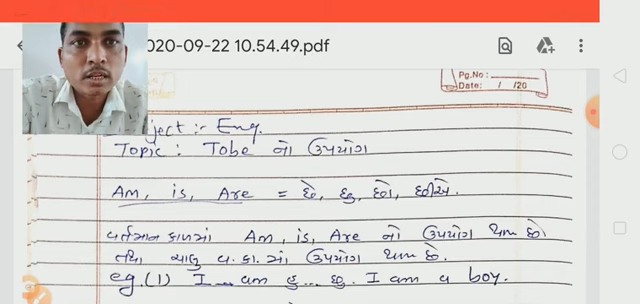 020-09-22 10.54.49.pdf
Pg.No :
Date: / /20
ject :- Eng.
Topic : Tobe નો ઉપયોગ
Am, is, Are = છે, છુ, છો, છીએ.
વર્તમાન કાળમાં Am, is, Are નો ઉપયોગ થાય છે
તથા ચાલુ વ. કા. માં ઉપયોગ થાય છે.
eg. (1) I am હું ... છુ. I am a boy.